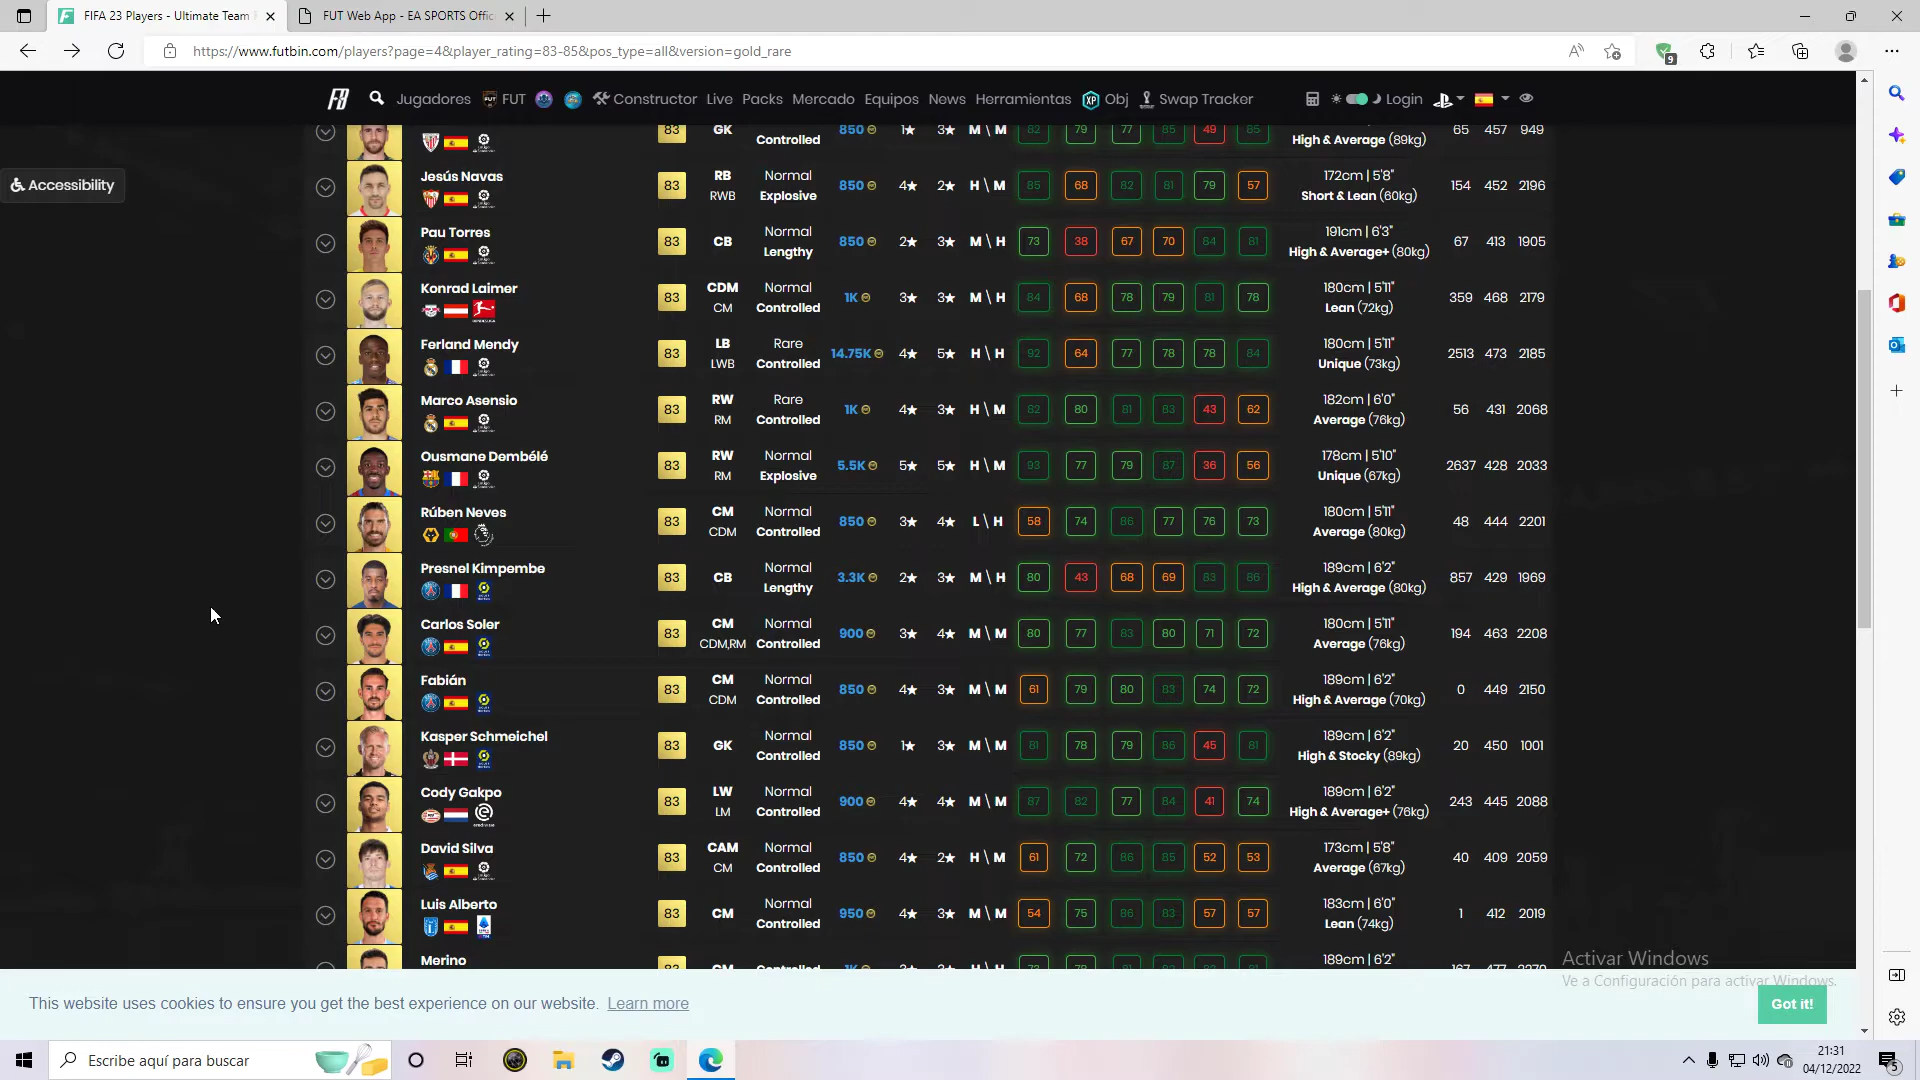 FIFA 23 Players - Ultimate Team
FUT Web App - EA SPORTS Offic
https://www.futbin.com/players?page=4&player_rating=83-85&pos_type=all&version=gold_rare
9
Jugadores FUT Constructor Live Packs Mercado Equipos News Herramientas XP Obj Swap Tracker Login
Accessibility
83 GK Controlled 850 1★ 3★ M \ M 82 79 77 85 49 85 High & Average (89kg) 65 457 949
Jesús Navas 83 RB RWB Normal Explosive 850 4★ 2★ H \ M 85 68 82 81 79 57 172cm | 5'8" Short & Lean (60kg) 154 452 2196
Pau Torres 83 CB Normal Lengthy 850 2★ 3★ M \ H 73 38 67 70 84 81 191cm | 6'3" High & Average+ (80kg) 67 413 1905
Konrad Laimer 83 CDM CM Normal Controlled 1K 3★ 3★ M \ H 84 68 78 79 81 78 180cm | 5'11" Lean (72kg) 359 468 2179
Ferland Mendy 83 LB LWB Rare Controlled 14.75K 4★ 5★ H \ H 92 64 77 78 78 84 180cm | 5'11" Unique (73kg) 2513 473 2185
Marco Asensio 83 RW RM Rare Controlled 1K 4★ 3★ H \ M 82 80 81 83 43 62 182cm | 6'0" Average (76kg) 56 431 2068
Ousmane Dembélé 83 RW RM Normal Explosive 5.5K 5★ 5★ H \ M 93 77 79 87 36 56 178cm | 5'10" Unique (67kg) 2637 428 2033
Rúben Neves 83 CM CDM Normal Controlled 850 3★ 4★ L \ H 58 74 86 77 76 73 180cm | 5'11" Average (80kg) 48 444 2201
Presnel Kimpembe 83 CB Normal Lengthy 3.3K 2★ 3★ M \ H 80 43 68 69 83 86 189cm | 6'2" High & Average (80kg) 857 429 1969
Carlos Soler 83 CM CDM,RM Normal Controlled 900 3★ 4★ M \ M 80 77 83 80 71 72 180cm | 5'11" Average (76kg) 194 463 2208
Fabián 83 CM CDM Normal Controlled 850 4★ 3★ M \ M 61 79 80 83 74 72 189cm | 6'2" High & Average (70kg) 0 449 2150
Kasper Schmeichel 83 GK Normal Controlled 850 1★ 3★ M \ M 81 78 79 86 45 81 189cm | 6'2" High & Stocky (89kg) 20 450 1001
Cody Gakpo 83 LW LM Normal Controlled 900 4★ 4★ M \ M 87 82 77 84 41 74 189cm | 6'2" High & Average+ (76kg) 243 445 2088
David Silva 83 CAM CM Normal Controlled 850 4★ 2★ H \ M 61 72 86 85 52 53 173cm | 5'8" Average (67kg) 40 409 2059
Luis Alberto 83 CM Normal Controlled 950 4★ 3★ M \ M 54 75 86 83 57 57 183cm | 6'0" Lean (74kg) 1 412 2019
Merino 83 CM Controlled 1K 189cm | 6'2"
Activar Windows
Ve a Configuración para activar Windows.
This website uses cookies to ensure you get the best experience on our website. Learn more
Got it!
Escribe aquí para buscar
21:31
04/12/2022
5